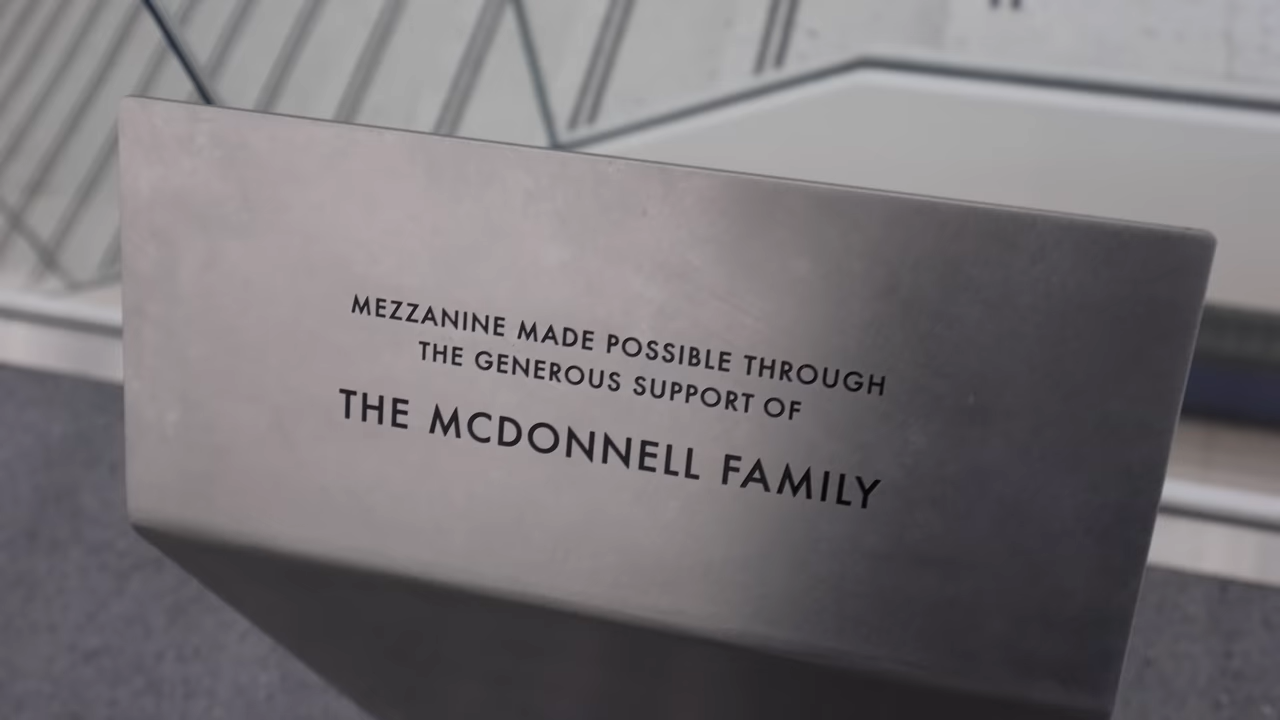 MEZZANINE MADE POSSIBLE THROUGH
THE GENEROUS SUPPORT OF
THE MCDONNELL FAMILY